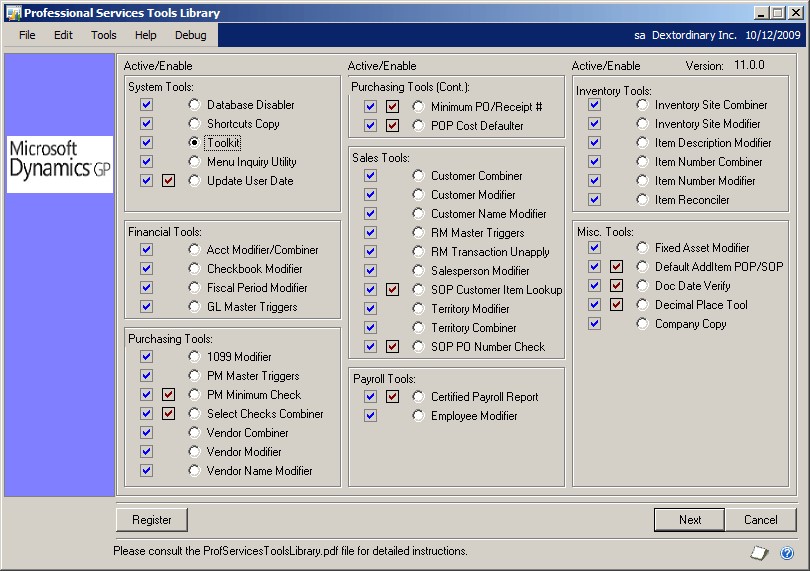 Professional Services Tools Library
File Edit Tools Help Debug
sa Dextordinary Inc. 10/12/2009
Microsoft
Dynamics GP
Active/Enable
System Tools:
Database Disabler
Shortcuts Copy
Toolkit
Menu Inquiry Utility
Update User Date
Financial Tools:
Acct Modifier/Combiner
Checkbook Modifier
Fiscal Period Modifier
GL Master Triggers
Purchasing Tools:
1099 Modifier
PM Master Triggers
PM Minimum Check
Select Checks Combiner
Vendor Combiner
Vendor Modifier
Vendor Name Modifier
Active/Enable
Purchasing Tools (Cont.):
Minimum PO/Receipt #
POP Cost Defaulter
Sales Tools:
Customer Combiner
Customer Modifier
Customer Name Modifier
RM Master Triggers
RM Transaction Unapply
Salesperson Modifier
SOP Customer Item Lookup
Territory Modifier
Territory Combiner
SOP PO Number Check
Payroll Tools:
Certified Payroll Report
Employee Modifier
Active/Enable
Version: 11.0.0
Inventory Tools:
Inventory Site Combiner
Inventory Site Modifier
Item Description Modifier
Item Number Combiner
Item Number Modifier
Item Reconciler
Misc. Tools:
Fixed Asset Modifier
Default AddItem POP/SOP
Doc Date Verify
Decimal Place Tool
Company Copy
Register
Next
Cancel
Please consult the ProfServicesToolsLibrary.pdf file for detailed instructions.